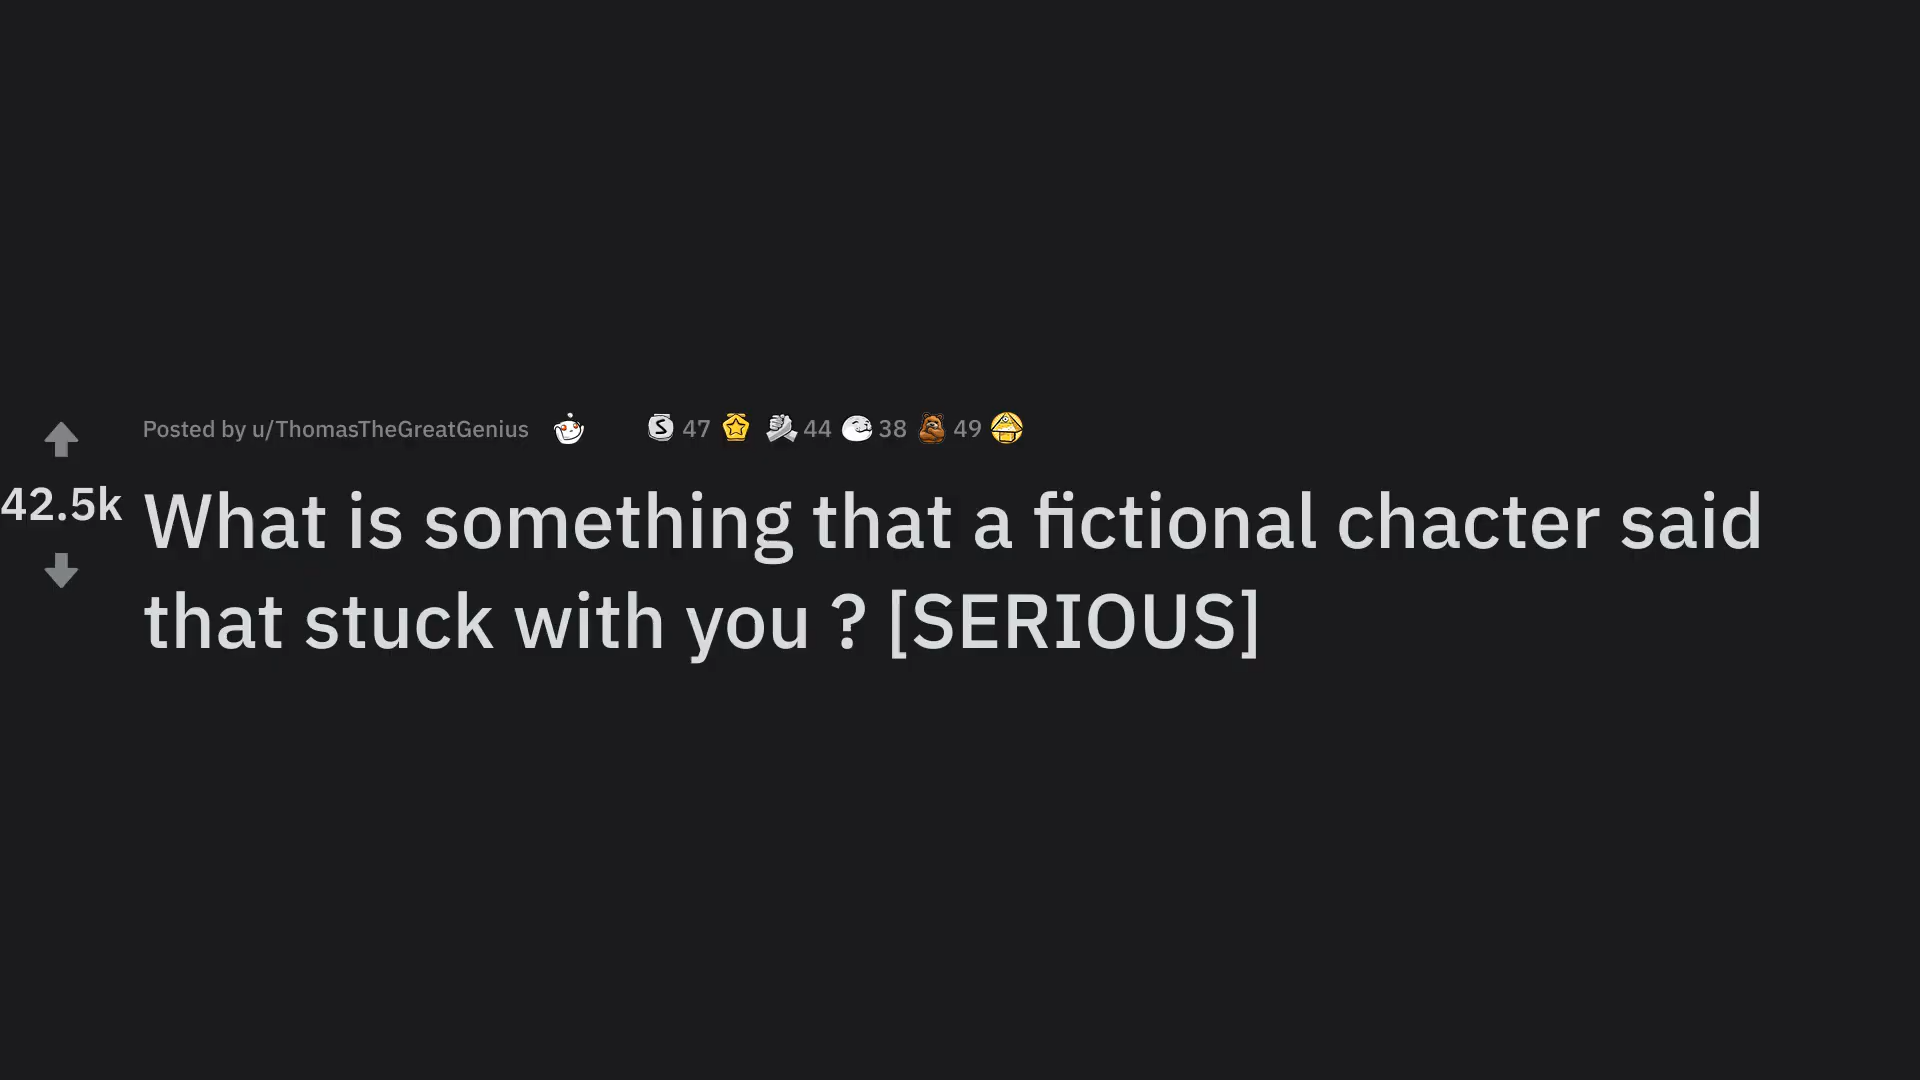 Posted by u/ThomasTheGreatGenius 47 44 38 49
42.5k
What is something that a fictional chacter said
that stuck with you ? [SERIOUS]